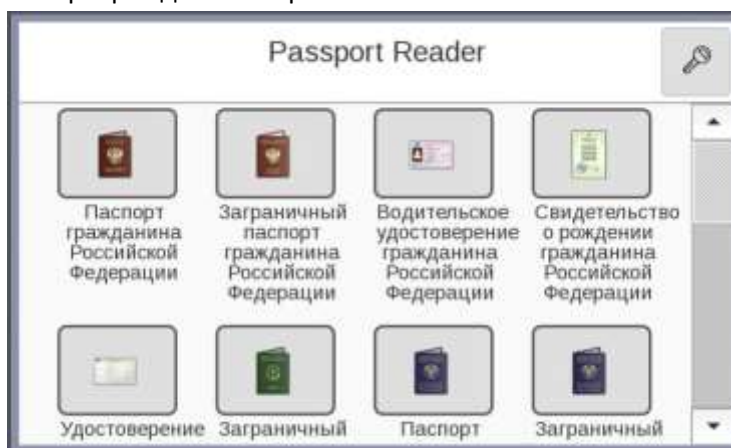 Passport Reader
Паспорт
гражданина
Российской
Федерации
Заграничный
паспорт
гражданина
Российской
Федерации
Водительское
удостоверение
гражданина
Российской
Федерации
Свидетельство
о рождении
гражданина
Российской
Федерации
Удостоверение
Заграничный
Паспорт
Заграничный